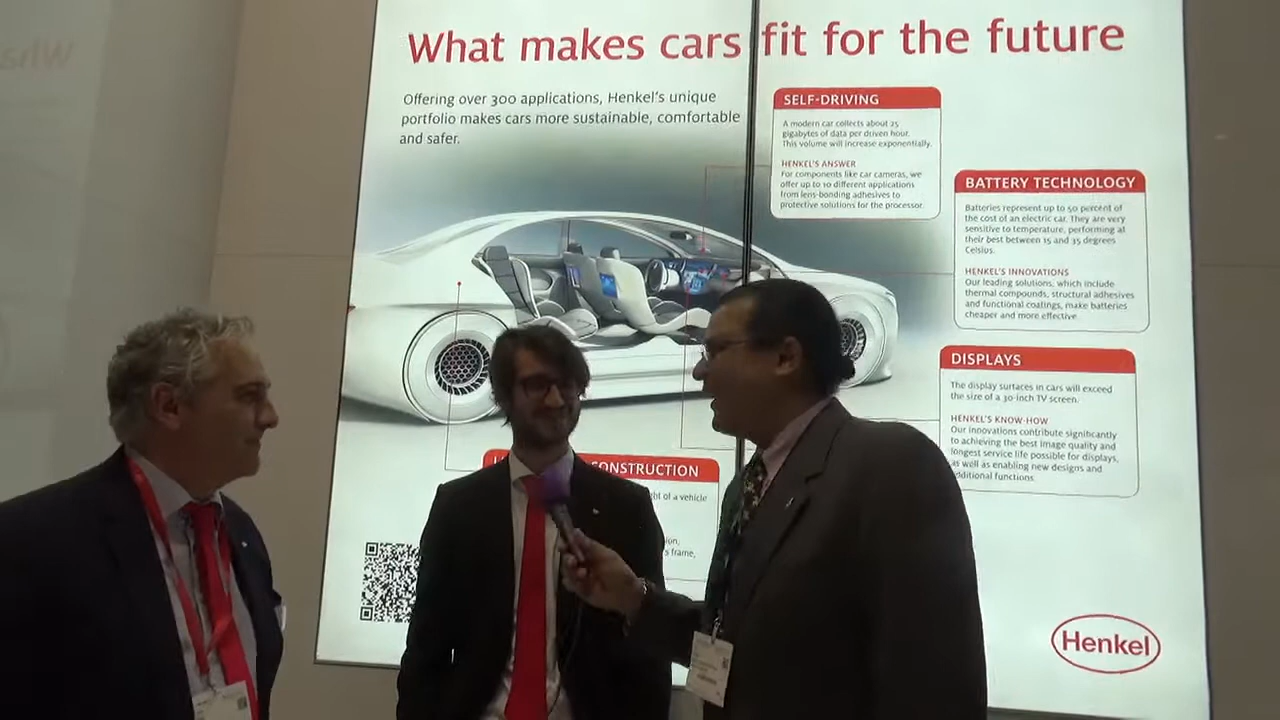 What makes cars fit for the future
Offering over 300 applications, Henkel's unique
portfolio makes cars more sustainable, comfortable
and safer.
SELF-DRIVING
A modern car collects about 25
gigabytes of data per driven hour.
This volume will increase exponentially.
HENKEL'S ANSWER
For components like car cameras, we
offer up to 10 different applications
from lens-bonding adhesives to
protective solutions for the processor.
BATTERY TECHNOLOGY
Batteries represent up to 50 percent of
the cost of an electric car. They are very
sensitive to temperature, performing at
their best between 15 and 35 degrees
Celsius.
HENKEL'S INNOVATIONS
Our leading solutions, which include
thermal compounds, structural adhesives
and functional coatings, make batteries
cheaper and more effective.
DISPLAYS
The display surfaces in cars will exceed
the size of a 30-inch TV screen.
HENKEL'S KNOW-HOW
Our innovations contribute significantly
to achieving the best image quality and
longest service life possible for displays,
as well as enabling new designs and
additional functions.
CONSTRUCTION
of a vehicle
s frame,
Henkel